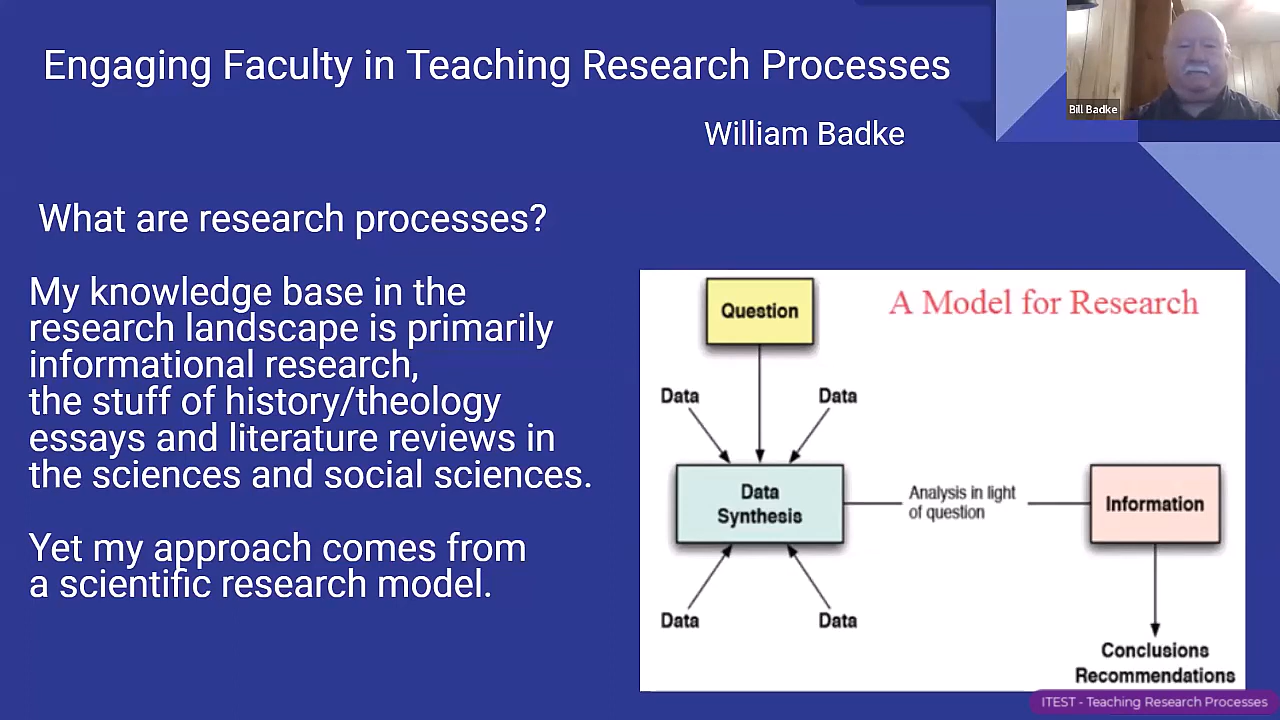 Engaging Faculty in Teaching Research Processes
William Badke
Bill Badke
What are research processes?
My knowledge base in the
research landscape is primarily
informational research,
the stuff of history/theology
essays and literature reviews in
the sciences and social sciences.
Yet my approach comes from
a scientific research model.
A Model for Research
Question
Data
Data
Data
Synthesis
Analysis in light
of question
Information
Data
Data
Conclusions
Recommendations
ITEST - Teaching Research Processes